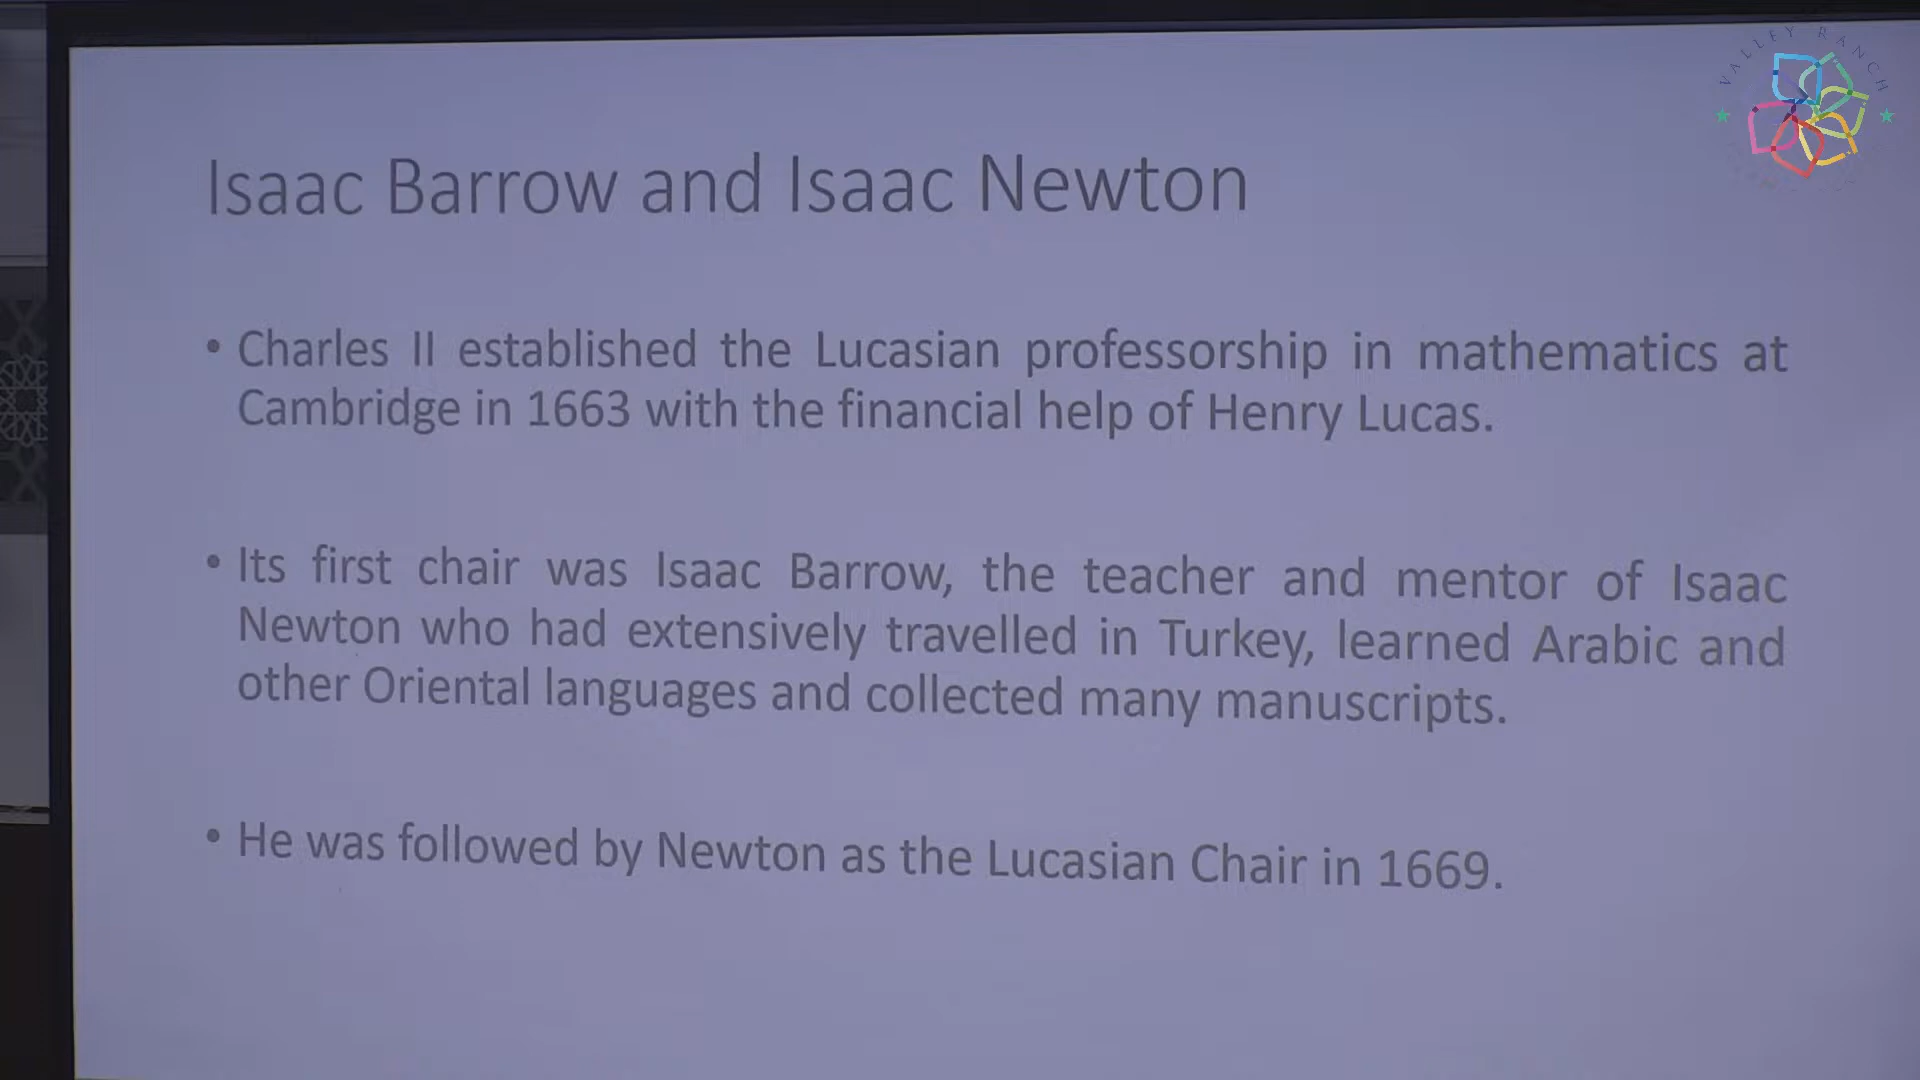 VALLEY RANCH
Isaac Barrow and Isaac Newton
• Charles II established the Lucasian professorship in mathematics at
Cambridge in 1663 with the financial help of Henry Lucas.
• Its first chair was Isaac Barrow, the teacher and mentor of Isaac
Newton who had extensively travelled in Turkey, learned Arabic and
other Oriental languages and collected many manuscripts.
• He was followed by Newton as the Lucasian Chair in 1669.